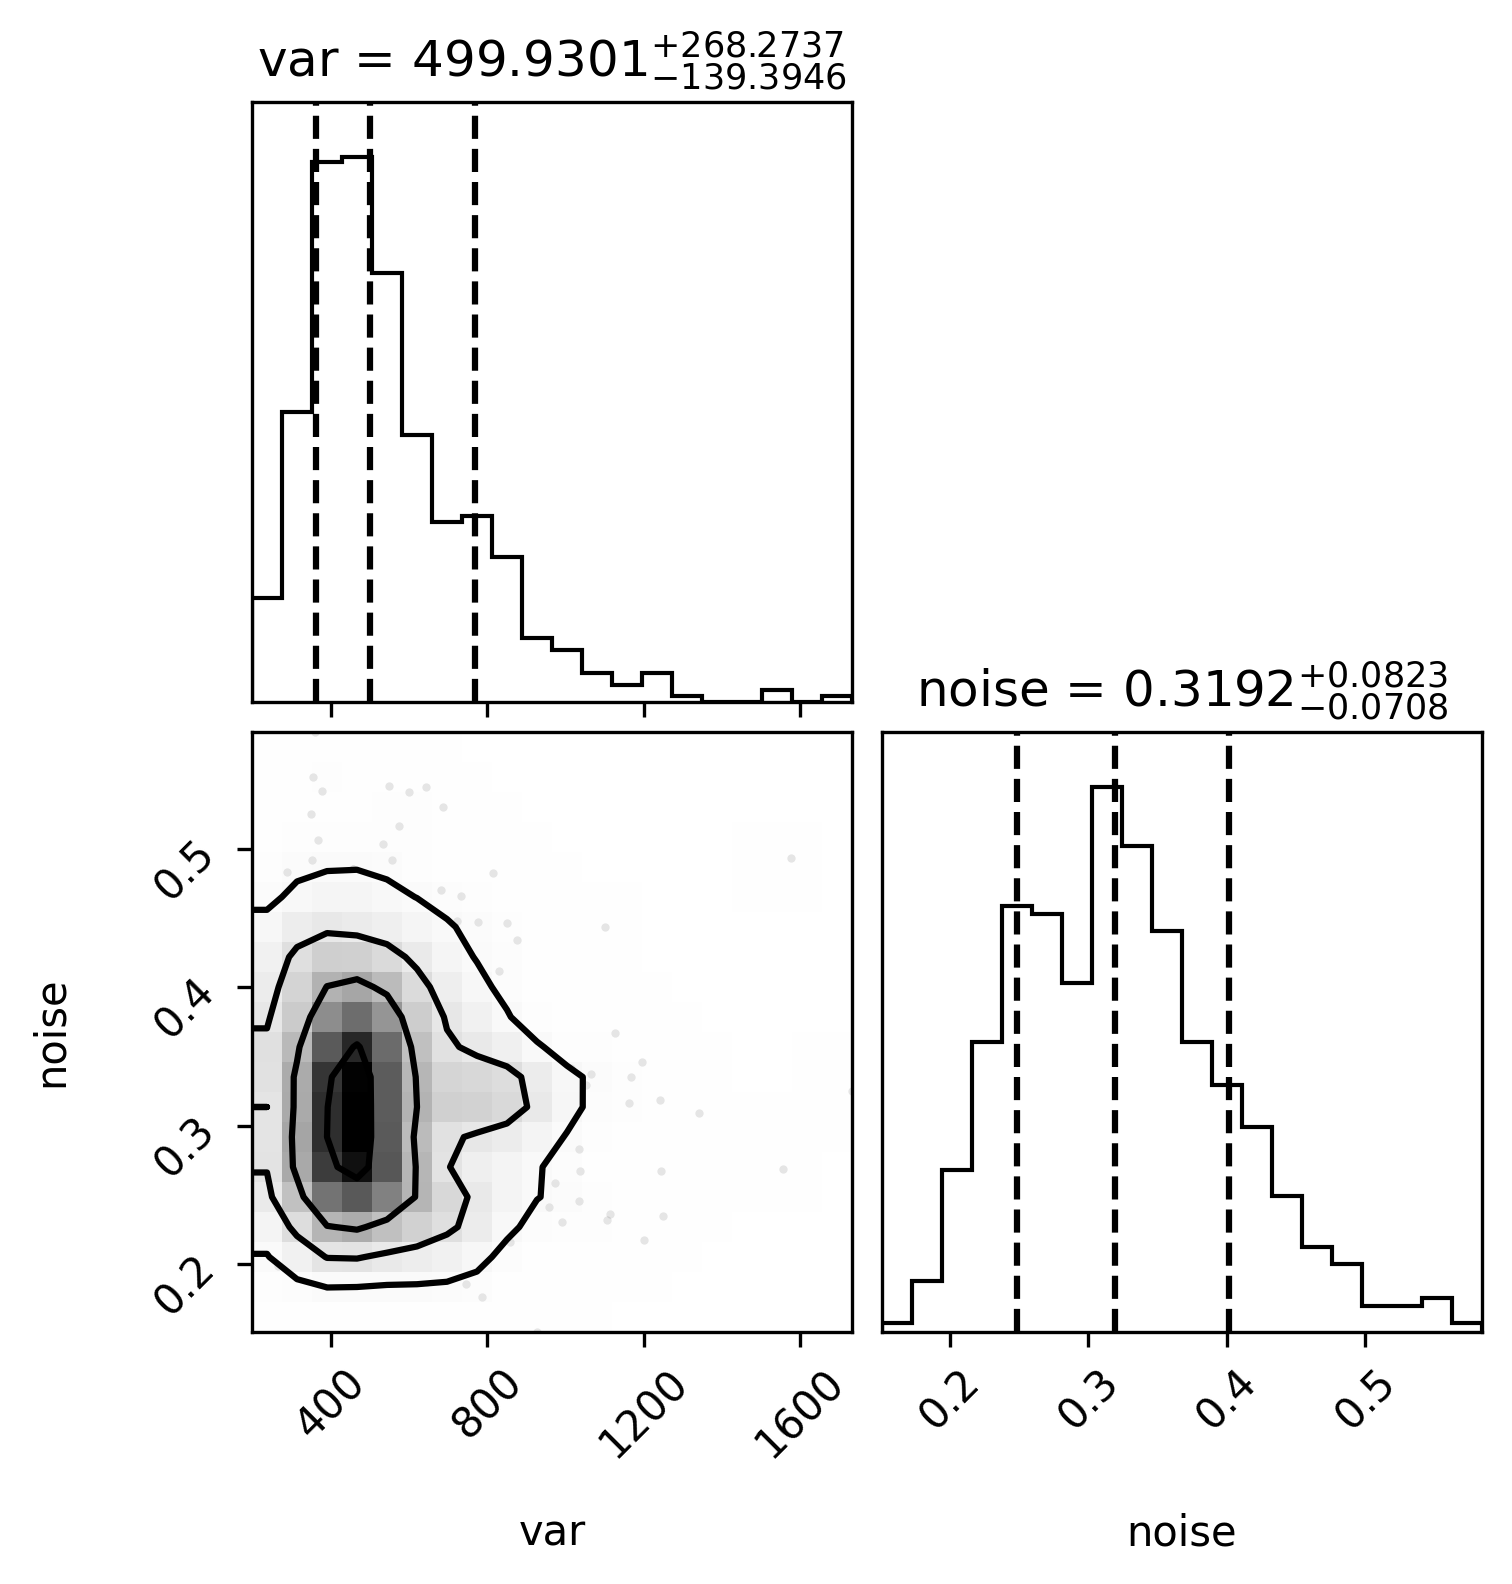 var = 499.9301+268.2737−139.3946
noise = 0.3192+0.0823−0.0708
0.5
0.4
0.3
0.2
noise
400 800 1200 1600
0.2 0.3 0.4 0.5
var
noise